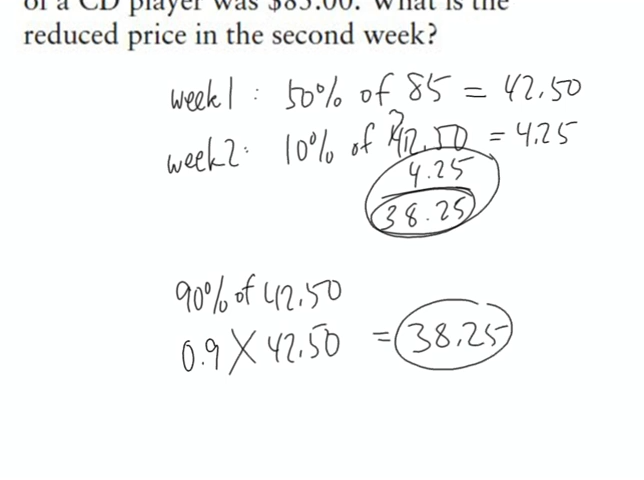 of a CD player was $85.00. What is the
reduced price in the second week?
week 1: 50% of 85 = 42.50
week 2: 10% of 42.50 = 4.25
4.25
38.25
90% of 42.50
0.9 X 42.50 = 38.25